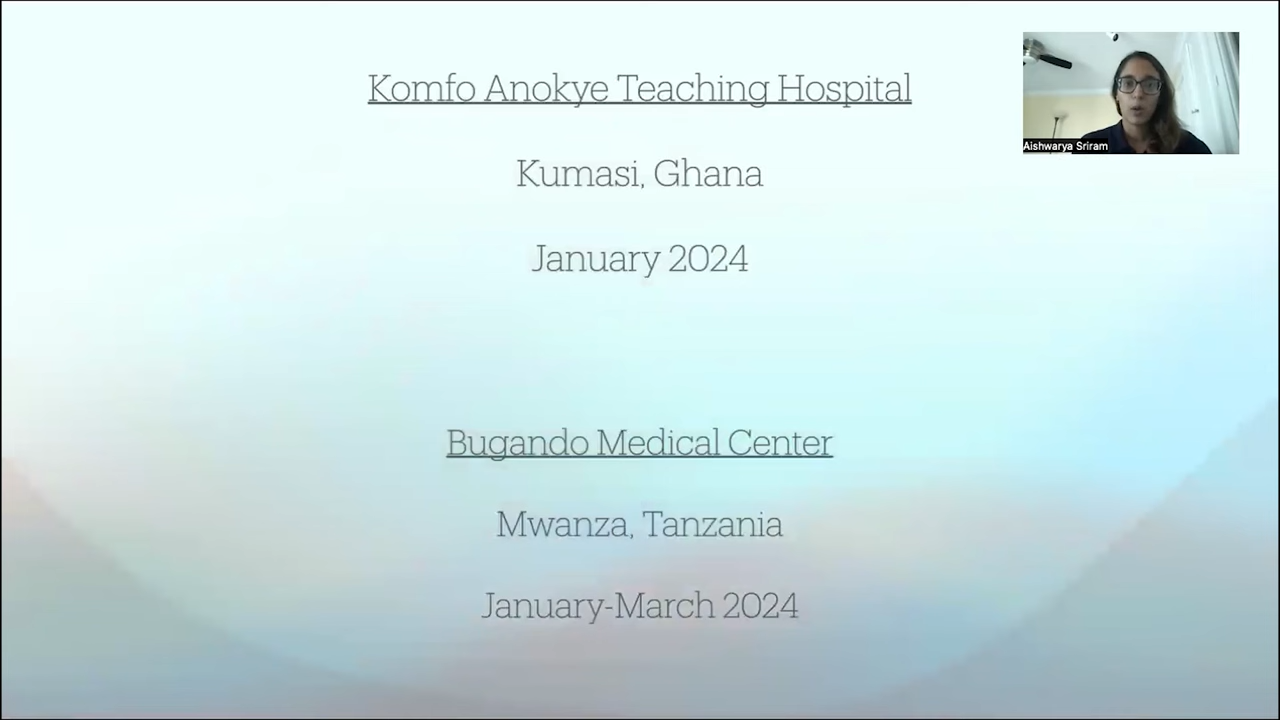 Komfo Anokye Teaching Hospital
Kumasi, Ghana
January 2024
Aishwarya Sriram
Bugando Medical Center
Mwanza, Tanzania
January-March 2024